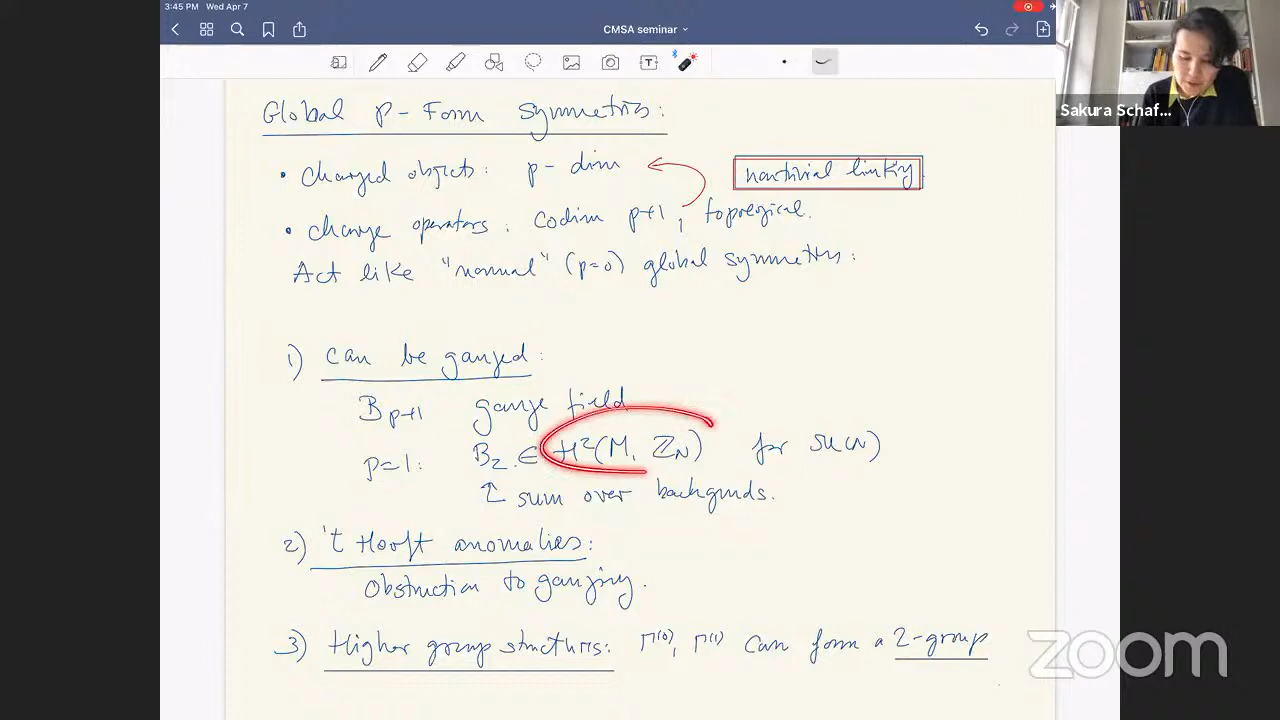 3:45 PM Wed Apr 7
CMSA seminar
Sakura Schaf...
Global p-Form symmetries:
• Charged objects: p-dim
nontrivial linking
• charge operators: codim p+1, topological.
Act like "normal" (p=0) global symmetries:
1) can be gauged:
B_{p+1} gauge field
p=1: B_2 ∈ H^2(M, ℤ_N) for SU(N)
↑ sum over backgrounds.
2) 't Hooft anomalies:
Obstruction to gauging.
3) Higher group structures: Γ^{(0)}, Γ^{(1)} can form a 2-group
zoom